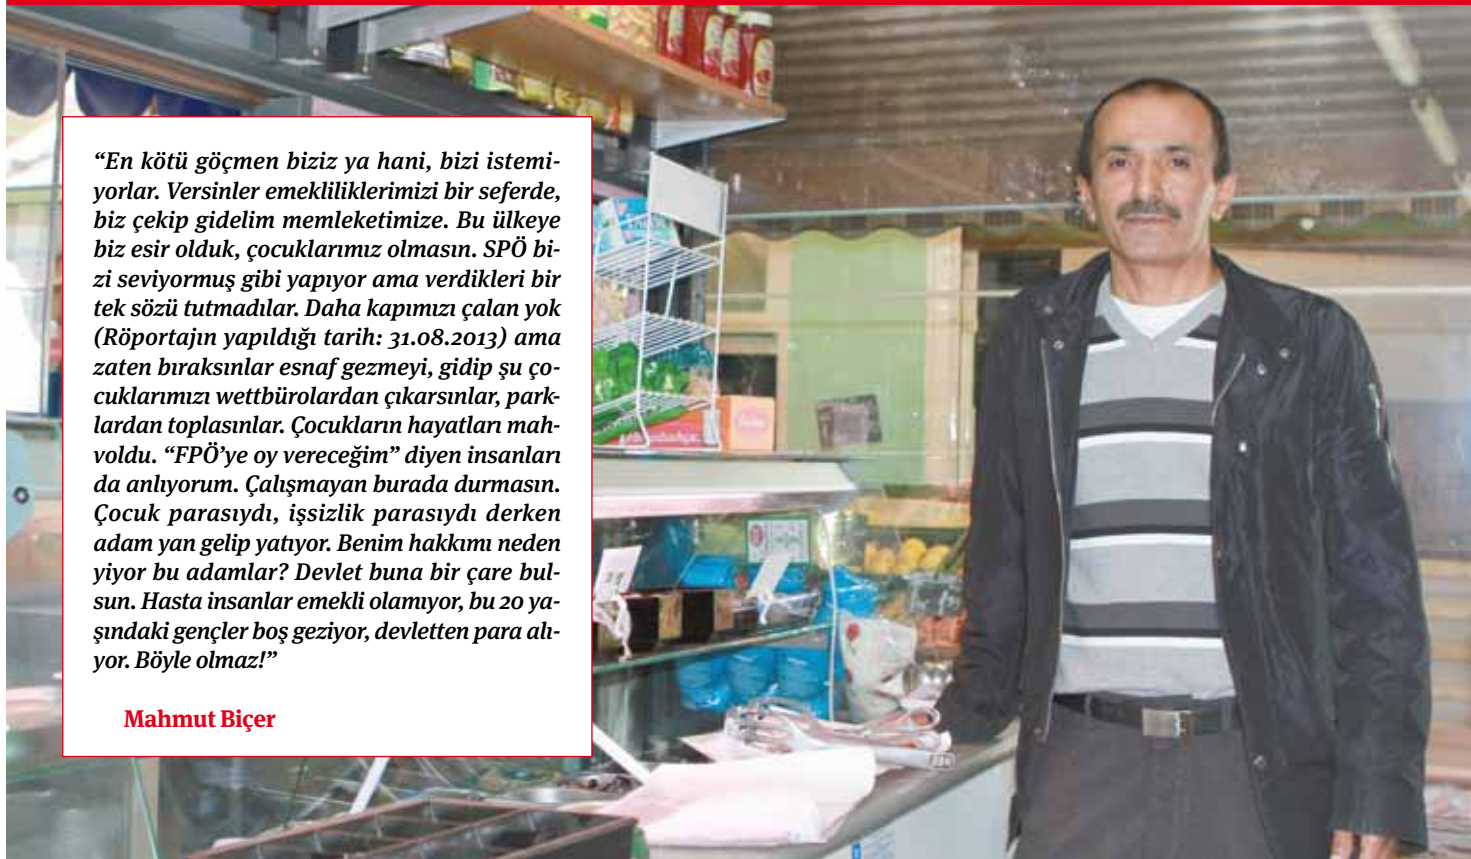 “En kötü göçmen biziz ya hani, bizi istemi-
yorlar. Versinler emekliliklerimizi bir seferde,
biz çekip gidelim memleketimize. Bu ülkeye
biz esir olduk, çocuklarımız olmasın. SPÖ bi-
zi seviyormuş gibi yapıyor ama verdikleri bir
tek sözü tutmadılar. Daha kapımızı çalan yok
(Röportajın yapıldığı tarih: 31.08.2013) ama
zaten bıraksınlar esnaf gezmeyi, gidip şu ço-
cuklarımızı wettbürolardan çıkarsınlar, park-
lardan toplasınlar. Çocukların hayatları mah-
voldu. “FPÖ’ye oy vereceğim” diyen insanları
da anlıyorum. Çalışmayan burada durmasın.
Çocuk parasıydı, işsizlik parasıydı derken
adam yan gelip yatıyor. Benim hakkımı neden
yiyor bu adamlar? Devlet buna bir çare bul-
sun. Hasta insanlar emekli olamıyor, bu 20 ya-
şındaki gençler boş geziyor, devletten para alı-
yor. Böyle olmaz!”
Mahmut Biçer